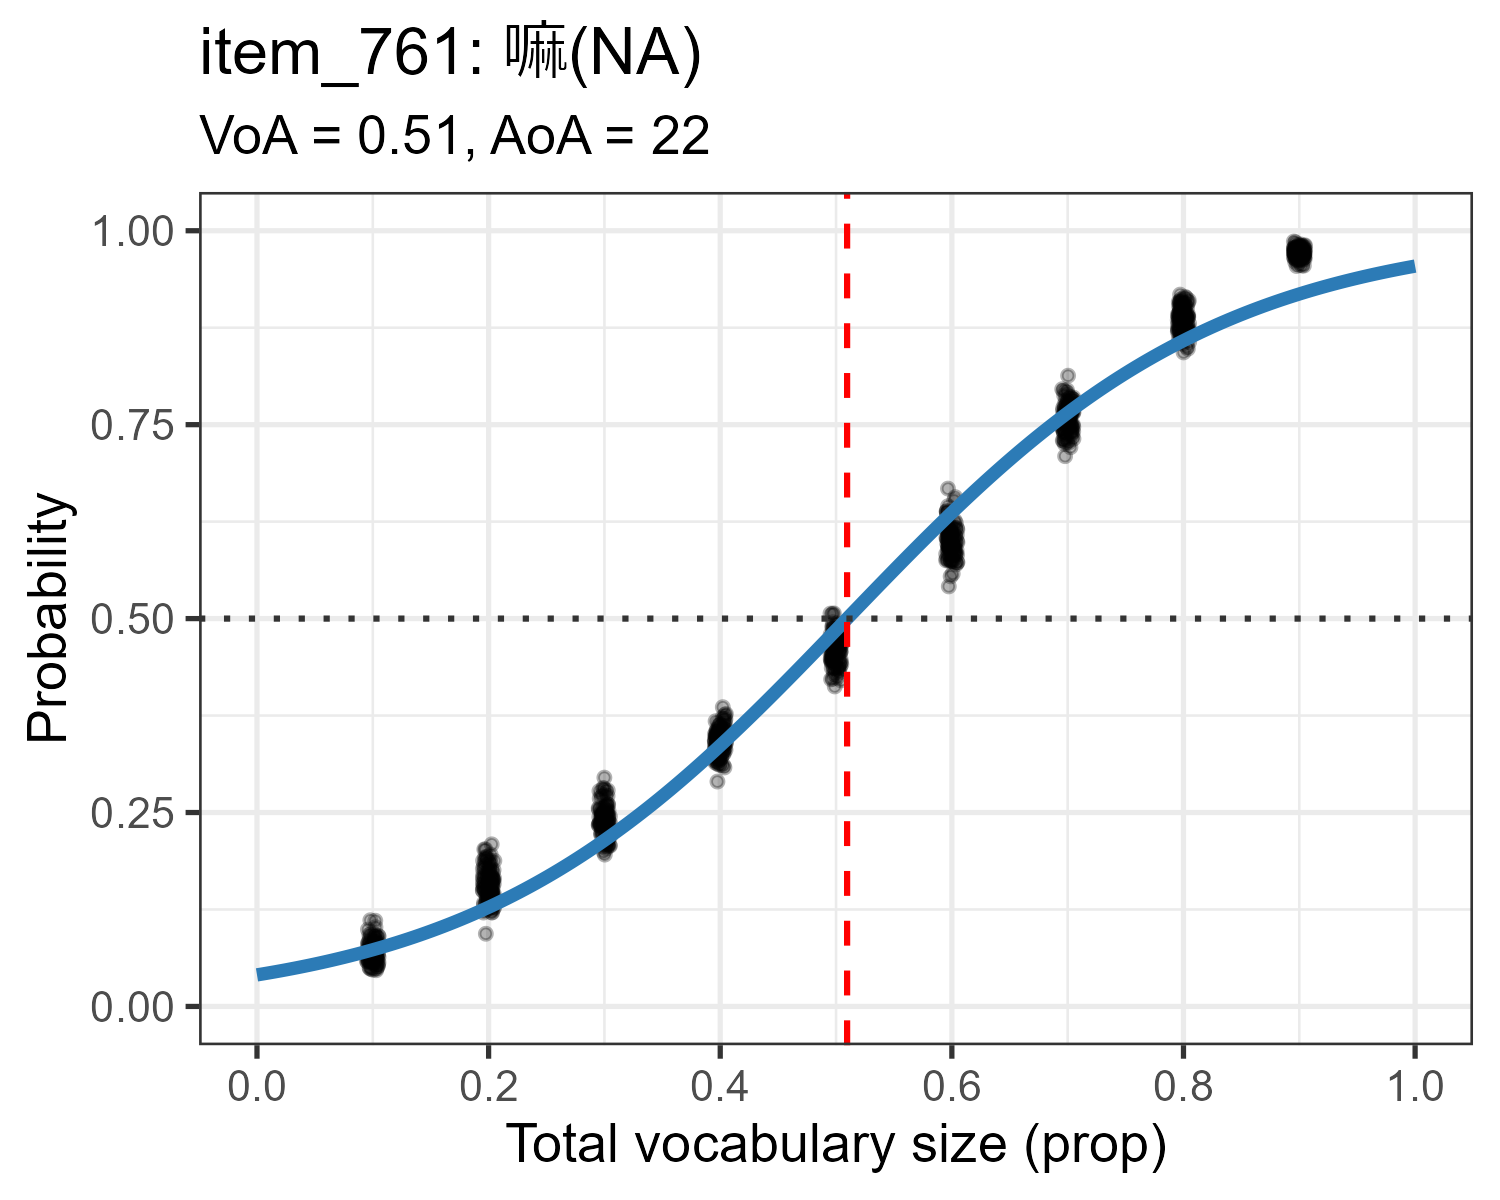 item_761: 嘛(NA)
VoA = 0.51, AoA = 22
1.00
0.75
0.50
0.25
0.00
Probability
0.0 0.2 0.4 0.6 0.8 1.0
Total vocabulary size (prop)